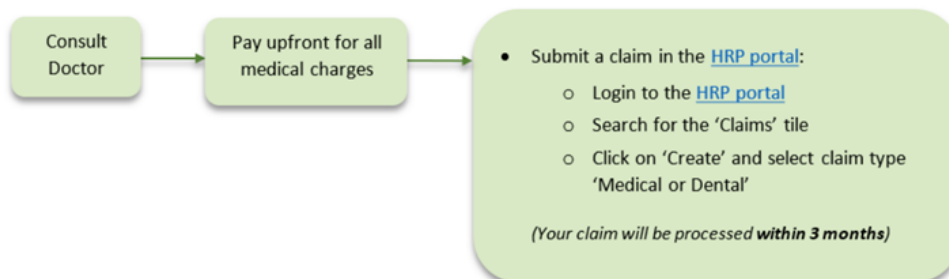 Consult
Doctor
Pay upfront for all
medical charges
• Submit a claim in the HRP portal:
o Login to the HRP portal
o Search for the ‘Claims’ tile
o Click on ‘Create’ and select claim type
‘Medical or Dental’
(Your claim will be processed within 3 months)